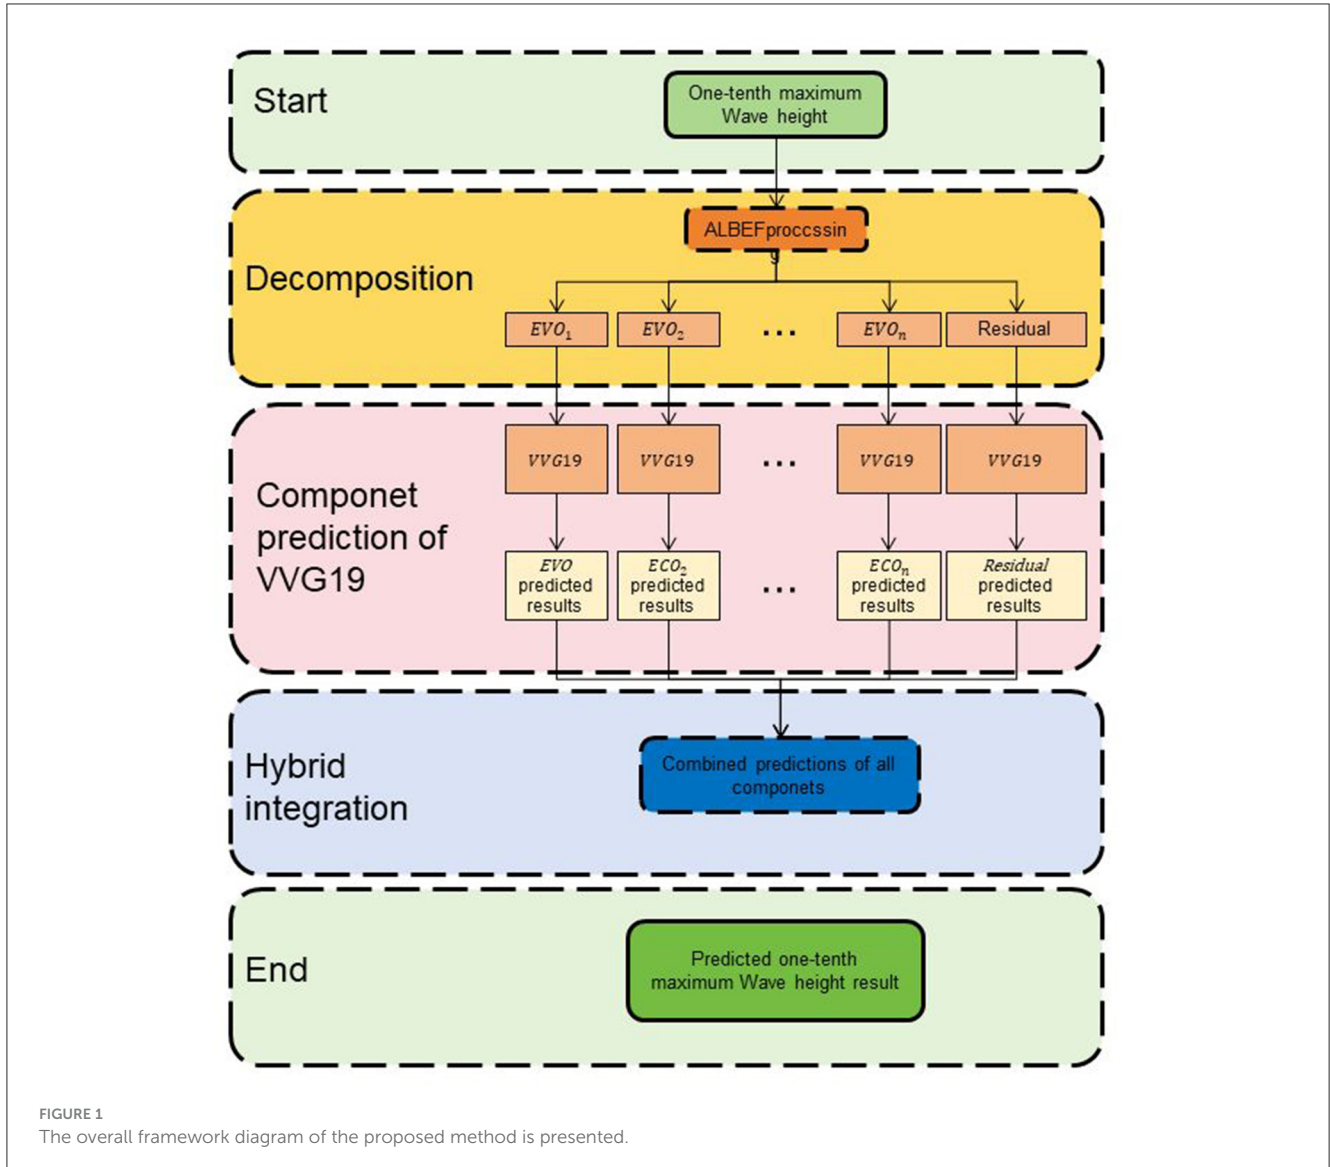 Start
One-tenth maximum
Wave height
Decomposition
ALBEFproccssin
g
EVO₁
EVO₂
...
EVOₙ
Residual
Componet
prediction of
VVG19
VVG19
VVG19
...
VVG19
VVG19
EVO
predicted
results
ECO₂
predicted
results
...
ECOₙ
predicted
results
Residual
predicted
results
Hybrid
integration
Combined predictions of all
componets
End
Predicted one-tenth
maximum Wave height result
FIGURE 1
The overall framework diagram of the proposed method is presented.